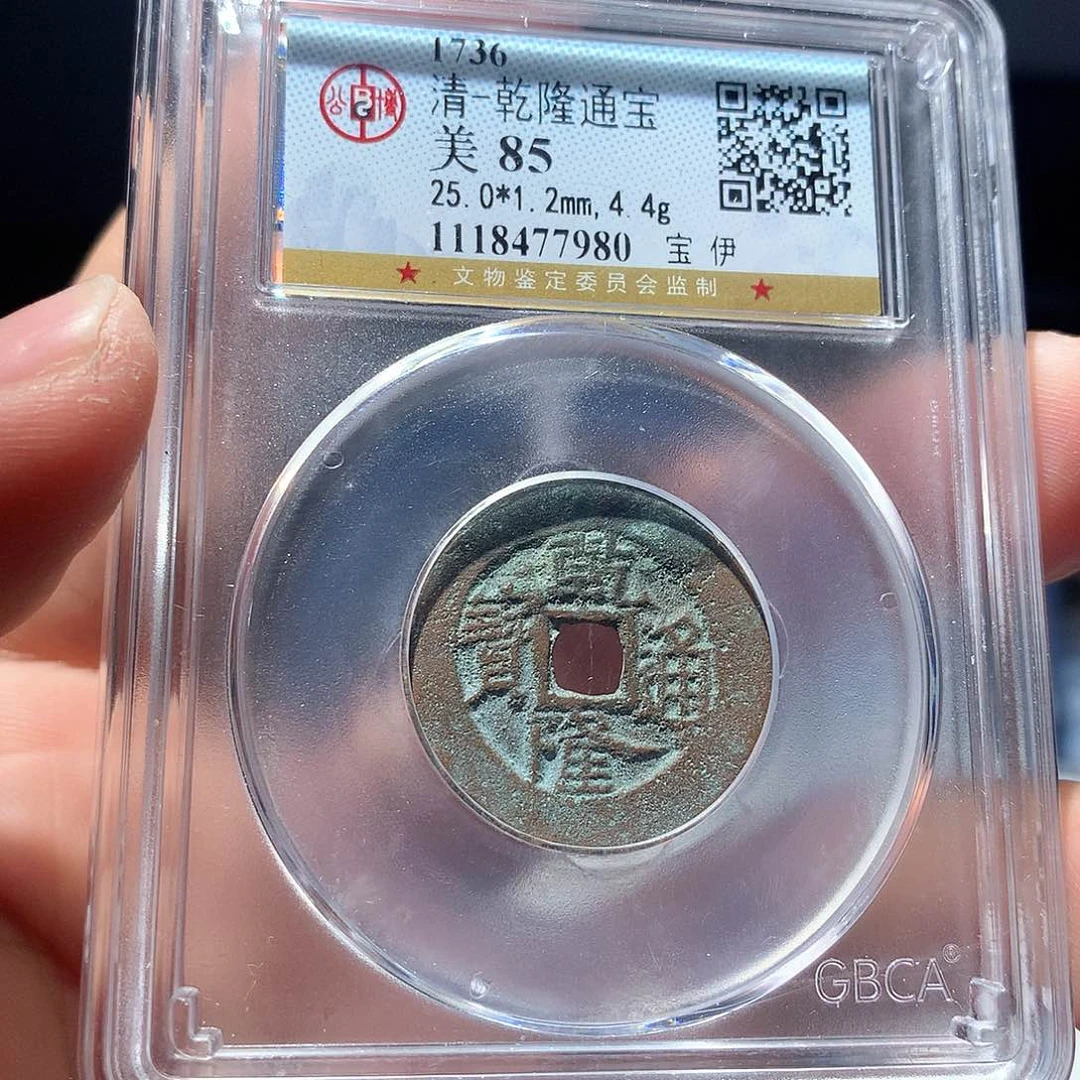 1736
清-乾隆通宝
美 85
25.0*1.2mm, 4.4g
1118477980 宝 伊
★ 文物鉴定委员会监制 ★
乾隆通寶
GBCA®